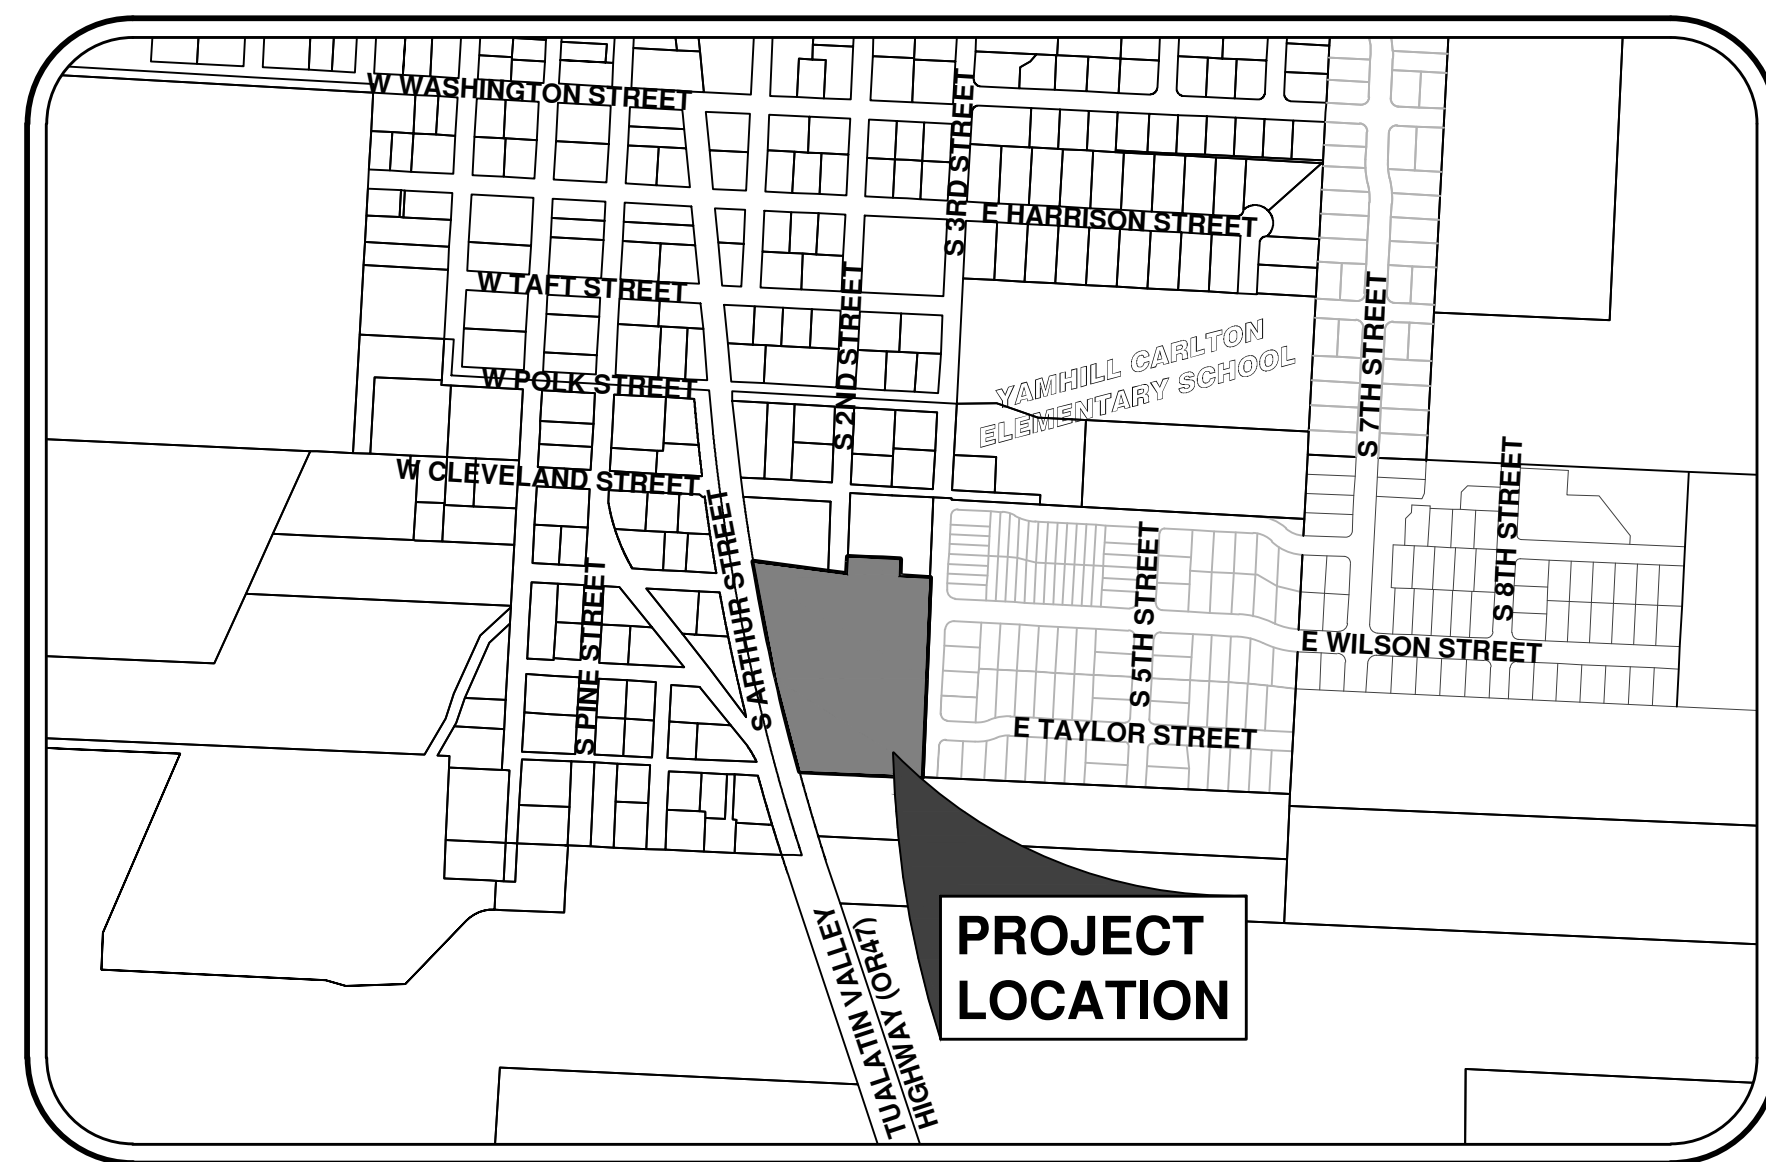 W WASHINGTON STREET
S 3RD STREET
E HARRISON STREET
W TAFT STREET
S 2ND STREET
S 7TH STREET
YAMHILL CARLTON
ELEMENTARY SCHOOL
W POLK STREET
W CLEVELAND STREET
S 8TH STREET
S ARTHUR STREET
S 5TH STREET
S PINE STREET
E WILSON STREET
E TAYLOR STREET
PROJECT
LOCATION
TUALATIN VALLEY
HIGHWAY (OR47)